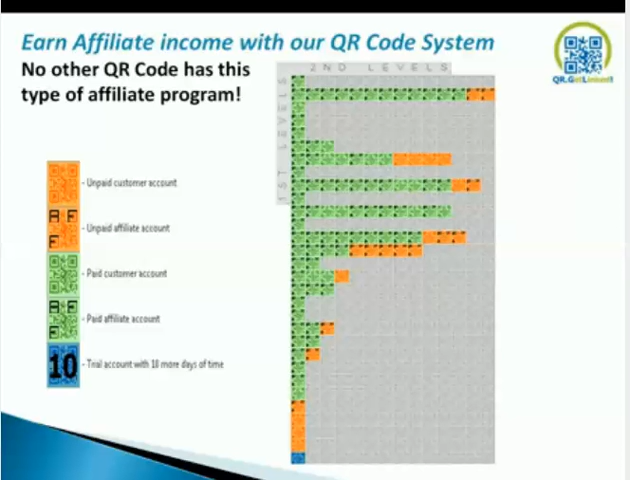 Earn Affiliate income with our QR Code System
No other QR Code has this
type of affiliate program!
QR.GetLinked!
2ND LEVELS
- Unpaid customer account
A F
F
- Unpaid affiliate account
- Paid customer account
A F
F
- Paid affiliate account
10
- Trial account with 10 more days of time